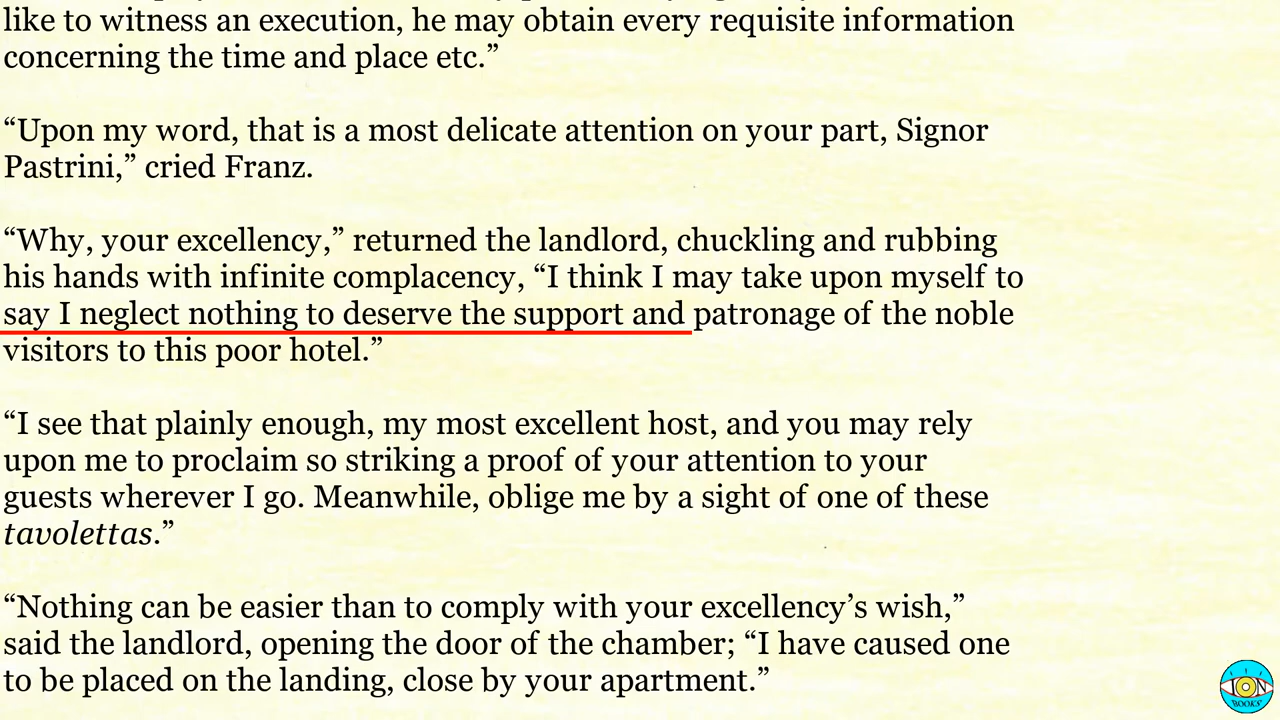 like to witness an execution, he may obtain every requisite information
concerning the time and place etc.”
“Upon my word, that is a most delicate attention on your part, Signor
Pastrini,” cried Franz.
“Why, your excellency,” returned the landlord, chuckling and rubbing
his hands with infinite complacency, “I think I may take upon myself to
say I neglect nothing to deserve the support and patronage of the noble
visitors to this poor hotel.”
“I see that plainly enough, my most excellent host, and you may rely
upon me to proclaim so striking a proof of your attention to your
guests wherever I go. Meanwhile, oblige me by a sight of one of these
tavolettas.”
“Nothing can be easier than to comply with your excellency’s wish,”
said the landlord, opening the door of the chamber; “I have caused one
to be placed on the landing, close by your apartment.”
ION
BOOKS